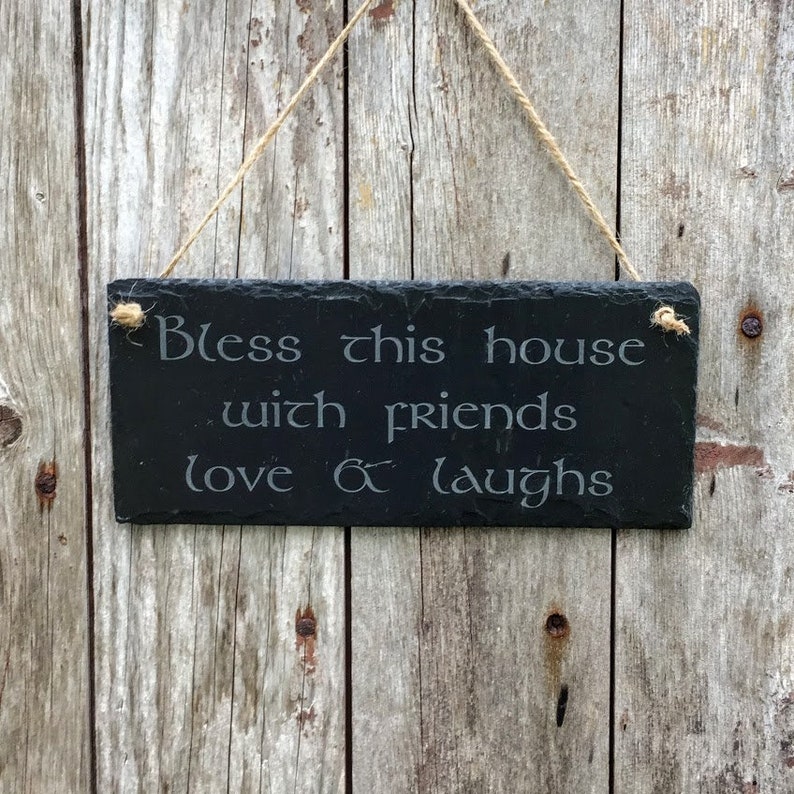 Bless this house
with friends
love & laughs